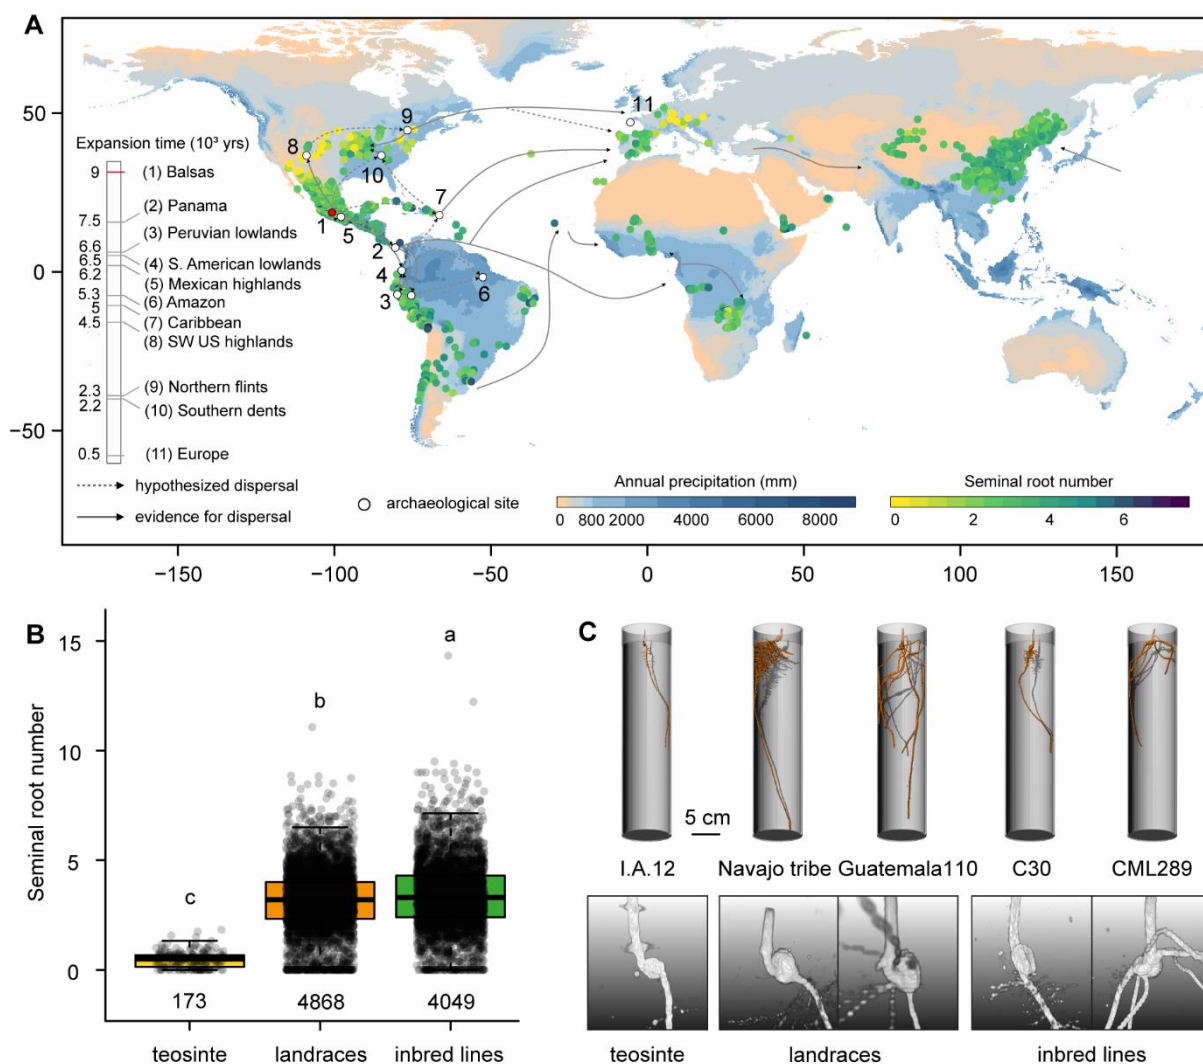 A
50
0
−50
Expansion time (10³ yrs)
9
(1) Balsas
7.5
(2) Panama
6.6
(3) Peruvian lowlands
6.5
(4) S. American lowlands
6.2
(5) Mexican highlands
5.3
(6) Amazon
5
(7) Caribbean
4.5
(8) SW US highlands
2.3
(9) Northern flints
2.2
(10) Southern dents
0.5
(11) Europe
hypothesized dispersal
evidence for dispersal
archaeological site
8
9
10
11
7
1
5
2
4
3
6
Annual precipitation (mm)
0 800 2000 4000 6000 8000
Seminal root number
0 2 4 6
−150 −100 −50 0 50 100 150
B
Seminal root number
15
10
5
0
c
b
a
173 4868 4049
teosinte landraces inbred lines
C
5 cm
I.A.12 Navajo tribe Guatemala110 C30 CML289
teosinte landraces inbred lines